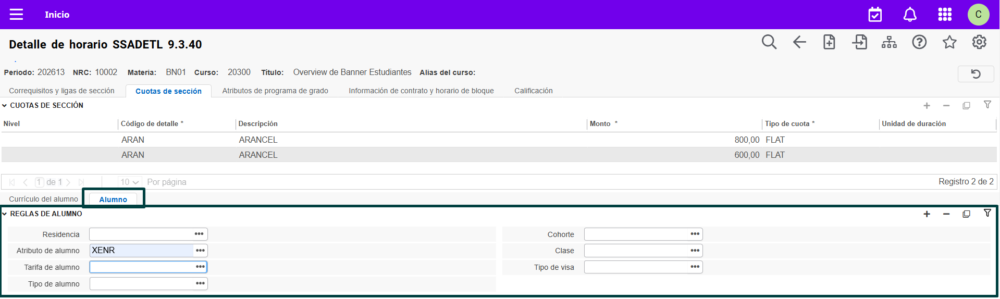 Inicio
C
Detalle de horario SSADETL 9.3.40
Periodo: 202613 NRC: 10002 Materia: BN01 Curso: 20300 Título: Overview de Banner Estudiantes Alias del curso:
Correquisitos y ligas de sección Cuotas de sección Atributos de programa de grado Información de contrato y horario de bloque Calificación
CUOTAS DE SECCIÓN
Nivel Código de detalle * Descripción Monto * Tipo de cuota * Unidad de duración
ARAN ARANCEL 800,00 FLAT
ARAN ARANCEL 600,00 FLAT
1 de 1 10 Por página Registro 2 de 2
Currículo del alumno Alumno
REGLAS DE ALUMNO
Residencia Cohorte
Atributo de alumno XENR Clase
Tarifa de alumno Tipo de visa
Tipo de alumno